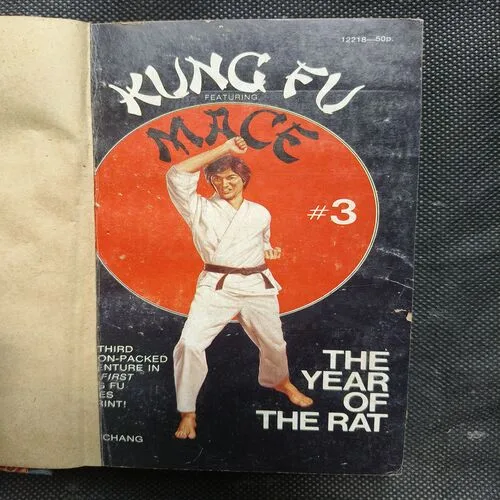 12218—50p.
KUNG FU
FEATURING
MACE
#3
THIRD
ON-PACKED
ENTURE IN
FIRST
G FU
ES
RINT!
CHANG
THE
YEAR
OF
THE RAT